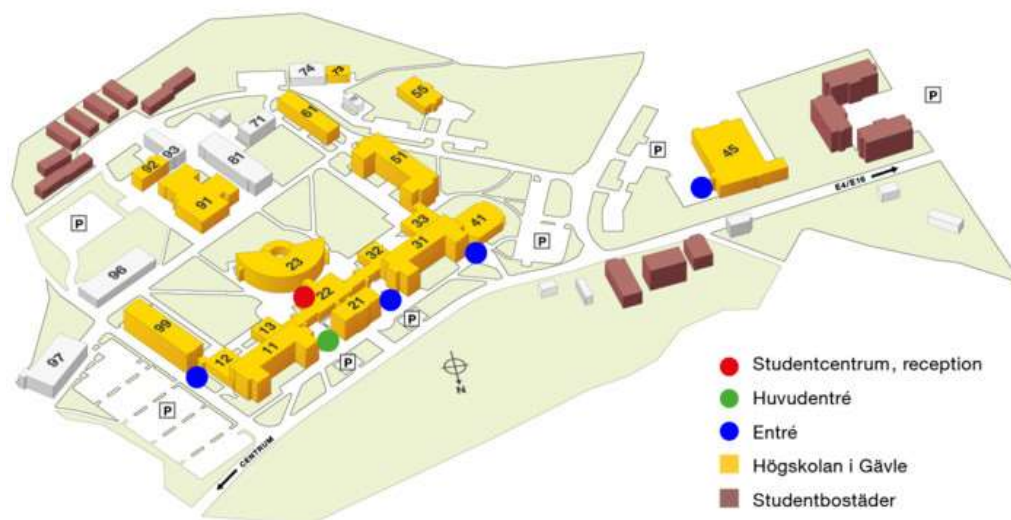 74
73
55
61
71
P
93
81
51
45
P
92
91
E4/E16
33
41
P
31
P
32
23
96
22
21
P
99
13
11
P
12
97
P
N
CENTRUM
Studentcentrum, reception
Huvudentré
Entré
Högskolan i Gävle
Studentbostäder